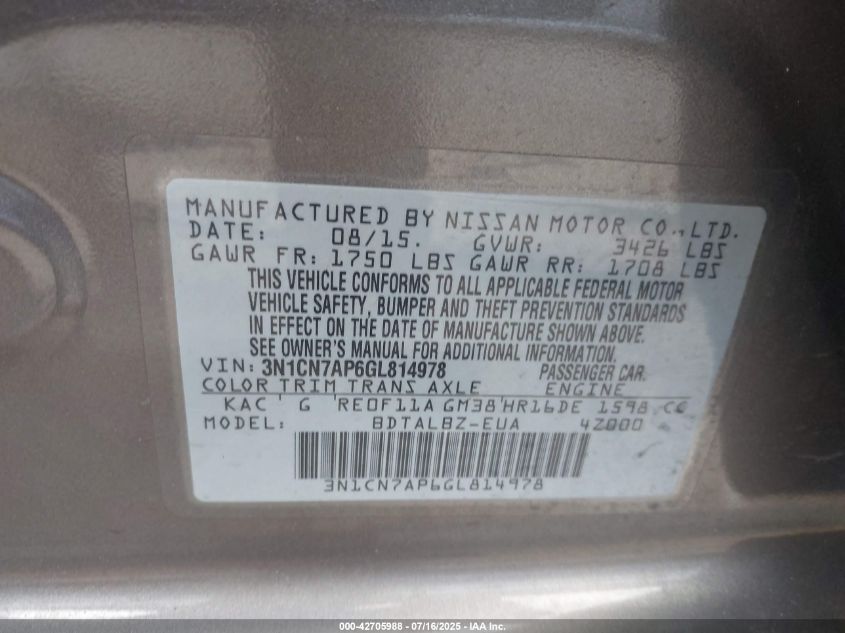 MANUFACTURED BY NISSAN MOTOR CO.,LTD.
DATE: 08/15. GVWR: 3426 LBS
GAWR FR: 1750 LBS GAWR RR: 1708 LBS
THIS VEHICLE CONFORMS TO ALL APPLICABLE FEDERAL MOTOR
VEHICLE SAFETY, BUMPER AND THEFT PREVENTION STANDARDS
IN EFFECT ON THE DATE OF MANUFACTURE SHOWN ABOVE.
SEE OWNER'S MANUAL FOR ADDITIONAL INFORMATION.
VIN: 3N1CN7AP6GL814978 PASSENGER CAR.
COLOR TRIM TRANS AXLE ENGINE
KAC ' G 'RE0F11A GM38'HR16DE 1598 CC
MODEL: BDTALBZ-EUA 4Z000
3N1CN7AP6GL814978
000-42705988 - 07/16/2025 - IAA Inc.